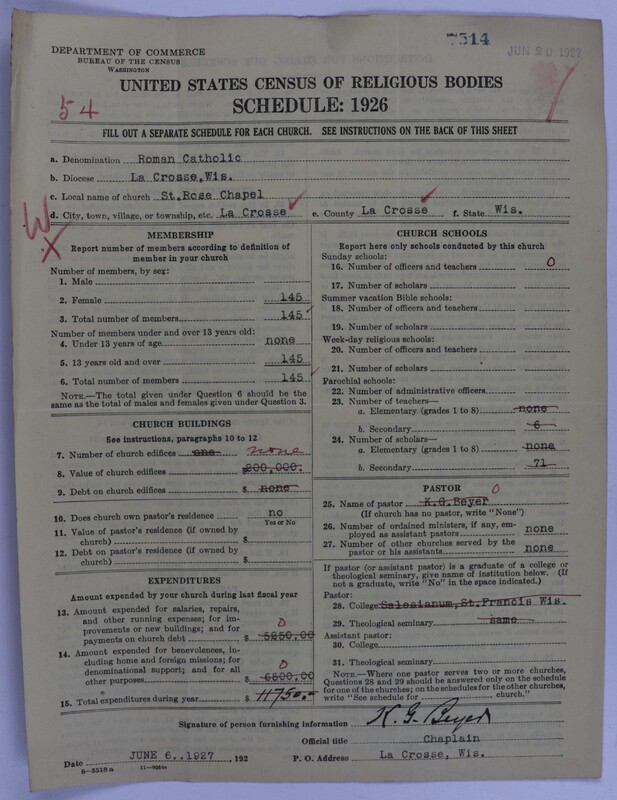 7514
JUN 20 1927
DEPARTMENT OF COMMERCE
BUREAU OF THE CENSUS
WASHINGTON
UNITED STATES CENSUS OF RELIGIOUS BODIES
SCHEDULE: 1926
54
FILL OUT A SEPARATE SCHEDULE FOR EACH CHURCH. SEE INSTRUCTIONS ON THE BACK OF THIS SHEET
a. Denomination Roman Catholic
b. Diocese La Crosse,Wis.
c. Local name of church St.Rose Chapel
d. City, town, village, or township, etc. La Crosse e. County La Crosse f. State Wis.
W
X
MEMBERSHIP
Report number of members according to definition of
member in your church
Number of members, by sex:
1. Male
2. Female 145
3. Total number of members 145
Number of members under and over 13 years old:
4. Under 13 years of age none
5. 13 years old and over 145
6. Total number of members 145
NOTE.—The total given under Question 6 should be
the same as the total of males and females given under Question 3.
CHURCH BUILDINGS
See instructions, paragraphs 10 to 12
7. Number of church edifices one none
8. Value of church edifices $200,000.
9. Debt on church edifices $ none
10. Does church own pastor's residence no
Yes or No
11. Value of pastor's residence (if owned by
church) $
12. Debt on pastor's residence (if owned by
church) $
EXPENDITURES
Amount expended by your church during last fiscal year
13. Amount expended for salaries, repairs,
and other running expenses; for im-
provements or new buildings; and for
payments on church debt $ 5250.00 0
14. Amount expended for benevolences, in-
cluding home and foreign missions; for
denominational support; and for all
other purposes $ 6500.00 0
15. Total expenditures during year $ 11750.-
CHURCH SCHOOLS
Report here only schools conducted by this church
Sunday schools:
16. Number of officers and teachers 0
17. Number of scholars
Summer vacation Bible schools:
18. Number of officers and teachers
19. Number of scholars
Week-day religious schools:
20. Number of officers and teachers
21. Number of scholars
Parochial schools:
22. Number of administrative officers
23. Number of teachers—
a. Elementary (grades 1 to 8) none
b. Secondary 6
24. Number of scholars—
a. Elementary (grades 1 to 8) none
b. Secondary 71
PASTOR 0
25. Name of pastor K.G.Beyer
(If church has no pastor, write "None")
26. Number of ordained ministers, if any, em-
ployed as assistant pastors none
27. Number of other churches served by the
pastor or his assistants none
If pastor (or assistant pastor) is a graduate of a college or
theological seminary, give name of institution below. (If
not a graduate, write "No" in the space indicated.)
Pastor:
28. College Salesianum,St.Francis Wis.
29. Theological seminary same
Assistant pastor:
30. College
31. Theological seminary
NOTE.—Where one pastor serves two or more churches,
Questions 28 and 29 should be answered only on the schedule
for one of the churches; on the schedules for the other churches,
write "See schedule for church."
Signature of person furnishing information K. G. Beyer
Official title Chaplain
Date JUNE 6.,1927 , 192 P. O. Address La Crosse, Wis.
8-5518a